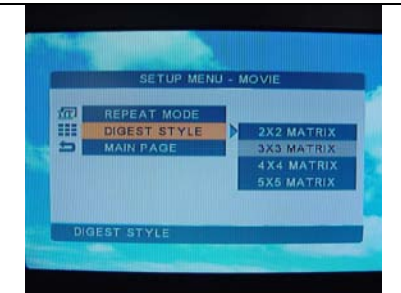 SETUP MENU - MOVIE
REPEAT MODE
DIGEST STYLE
MAIN PAGE
2X2 MATRIX
3X3 MATRIX
4X4 MATRIX
5X5 MATRIX
DIGEST STYLE